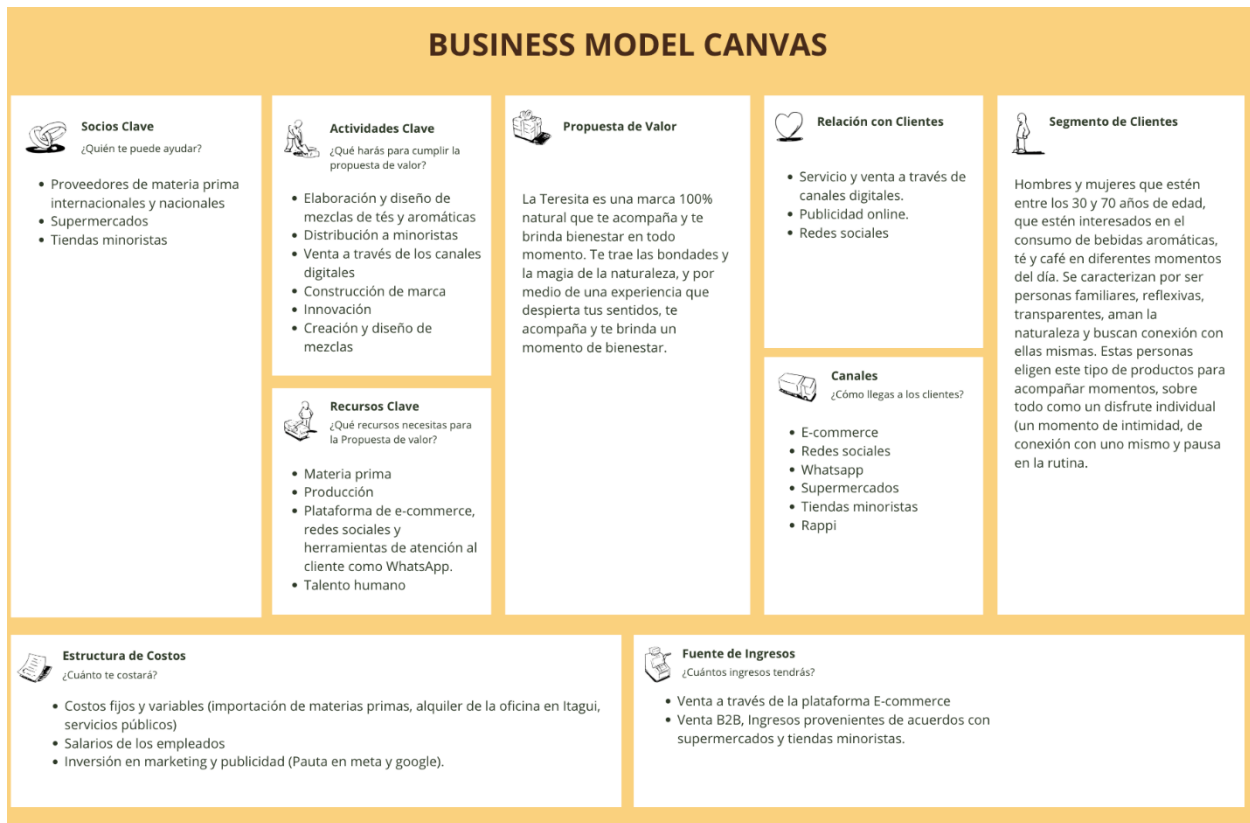 BUSINESS MODEL CANVAS
Socios Clave
¿Quién te puede ayudar?
• Proveedores de materia prima
internacionales y nacionales
• Supermercados
• Tiendas minoristas
Actividades Clave
¿Qué harás para cumplir la
propuesta de valor?
• Elaboración y diseño de
mezclas de tés y aromáticas
• Distribución a minoristas
• Venta a través de los canales
digitales
• Construcción de marca
• Innovación
• Creación y diseño de
mezclas
Recursos Clave
¿Qué recursos necesitas para
la Propuesta de valor?
• Materia prima
• Producción
• Plataforma de e-commerce,
redes sociales y
herramientas de atención al
cliente como WhatsApp.
• Talento humano
Propuesta de Valor
La Teresita es una marca 100%
natural que te acompaña y te
brinda bienestar en todo
momento. Te trae las bondades y
la magia de la naturaleza, y por
medio de una experiencia que
despierta tus sentidos, te
acompaña y te brinda un
momento de bienestar.
Relación con Clientes
• Servicio y venta a través de
canales digitales.
• Publicidad online.
• Redes sociales
Canales
¿Cómo llegas a los clientes?
• E-commerce
• Redes sociales
• Whatsapp
• Supermercados
• Tiendas minoristas
• Rappi
Segmento de Clientes
Hombres y mujeres que estén
entre los 30 y 70 años de edad,
que estén interesados en el
consumo de bebidas aromáticas,
té y café en diferentes momentos
del día. Se caracterizan por ser
personas familiares, reflexivas,
transparentes, aman la
naturaleza y buscan conexión con
ellas mismas. Estas personas
eligen este tipo de productos para
acompañar momentos, sobre
todo como un disfrute individual
(un momento de intimidad, de
conexión con uno mismo y pausa
en la rutina.
Estructura de Costos
¿Cuánto te costará?
• Costos fijos y variables (importación de materias primas, alquiler de la oficina en Itagui,
servicios públicos)
• Salarios de los empleados
• Inversión en marketing y publicidad (Pauta en meta y google).
Fuente de Ingresos
¿Cuántos ingresos tendrás?
• Venta a través de la plataforma E-commerce
• Venta B2B, Ingresos provenientes de acuerdos con
supermercados y tiendas minoristas.